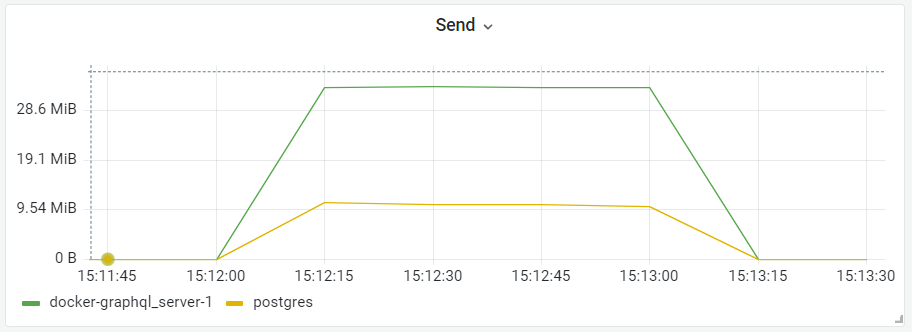 Send
28.6 MiB
19.1 MiB
9.54 MiB
0 B
15:11:45 15:12:00 15:12:15 15:12:30 15:12:45 15:13:00 15:13:15 15:13:30
docker-graphql_server-1 postgres